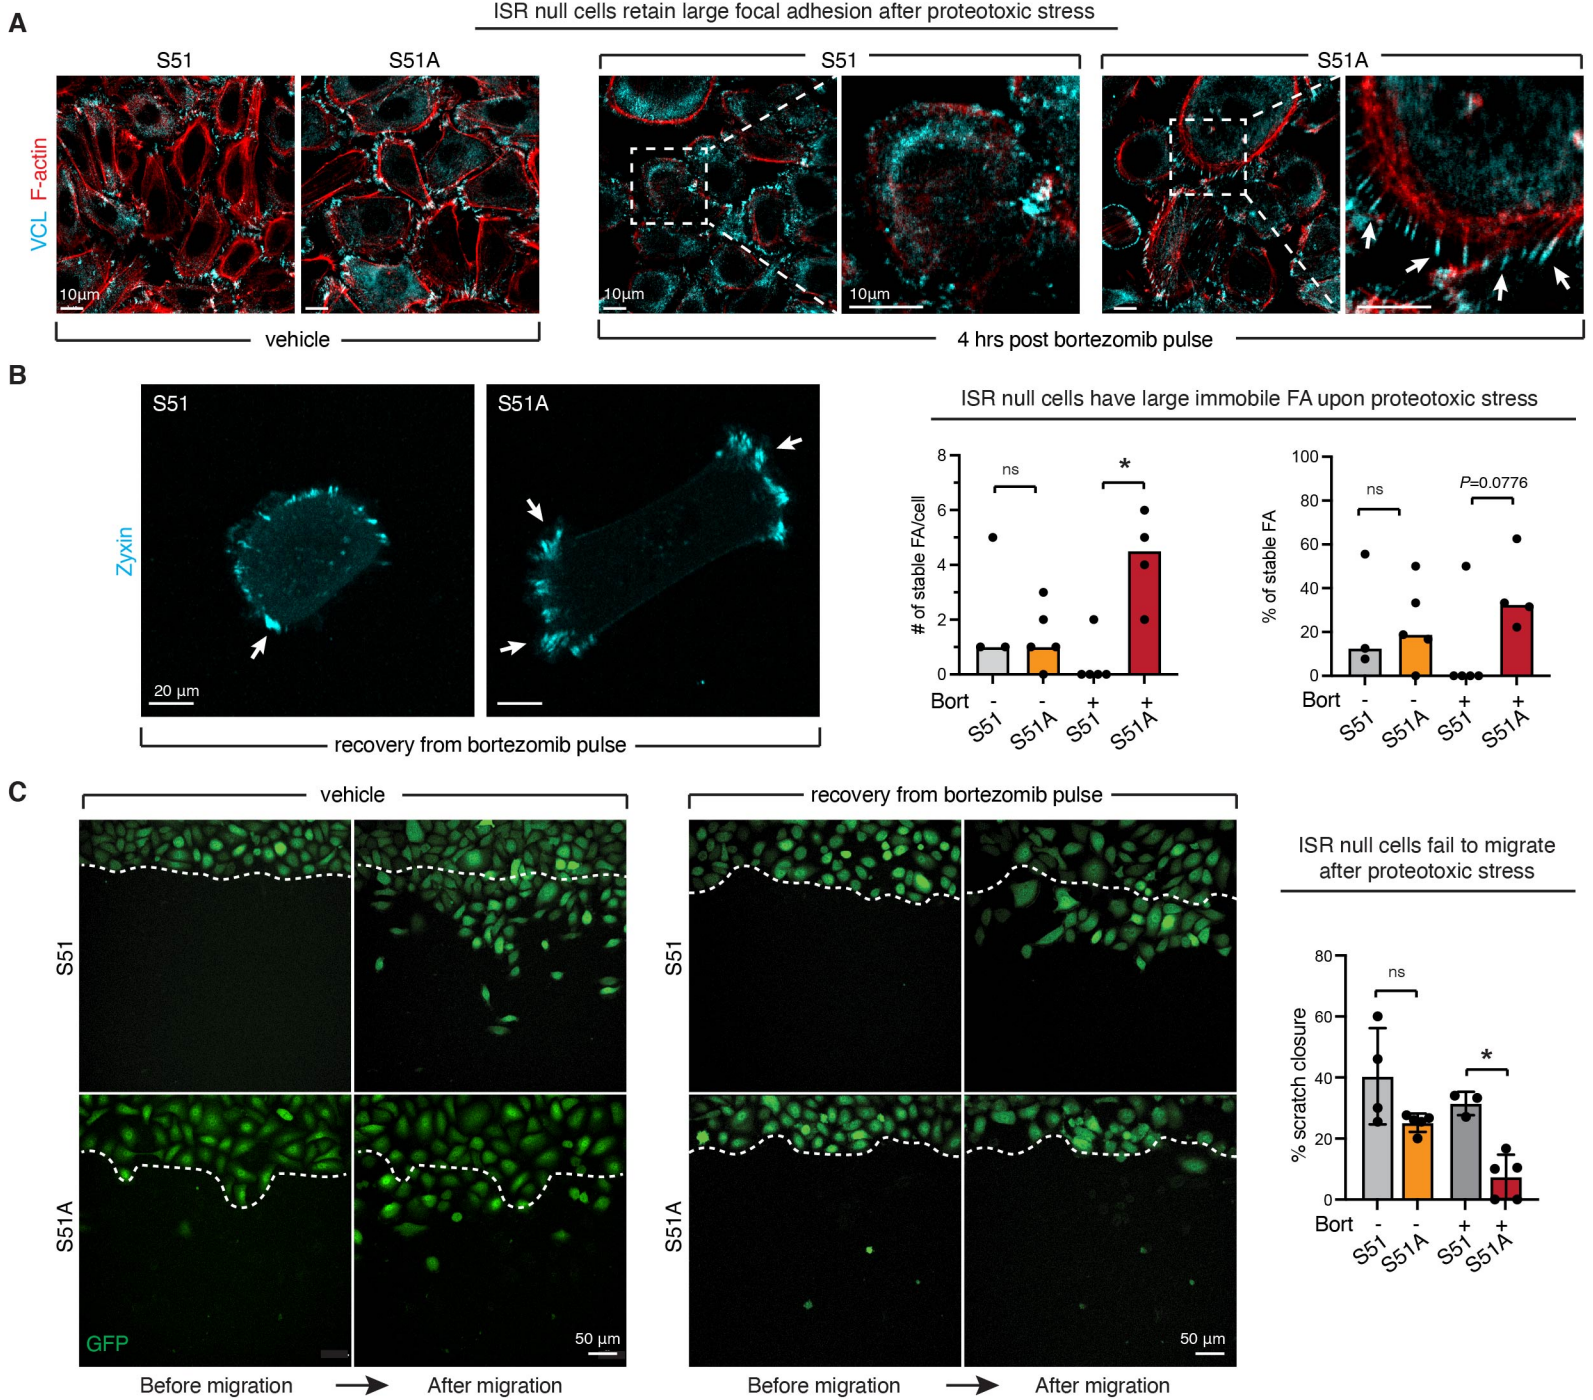 A
ISR null cells retain large focal adhesion after proteotoxic stress
S51
S51A
S51
S51A
VCL F-actin
10µm
10µm
10µm
vehicle
4 hrs post bortezomib pulse
B
S51
S51A
Zyxin
20 µm
recovery from bortezomib pulse
ISR null cells have large immobile FA upon proteotoxic stress
# of stable FA/cell
8
6
4
2
0
ns
*
Bort - - + +
S51 S51A S51 S51A
% of stable FA
100
80
60
40
20
0
ns
P=0.0776
Bort - - + +
S51 S51A S51 S51A
C
vehicle
recovery from bortezomib pulse
S51
S51
S51A
S51A
GFP
50 µm
50 µm
Before migration
After migration
Before migration
After migration
ISR null cells fail to migrate
after proteotoxic stress
% scratch closure
80
60
40
20
0
ns
*
Bort - - + +
S51 S51A S51 S51A